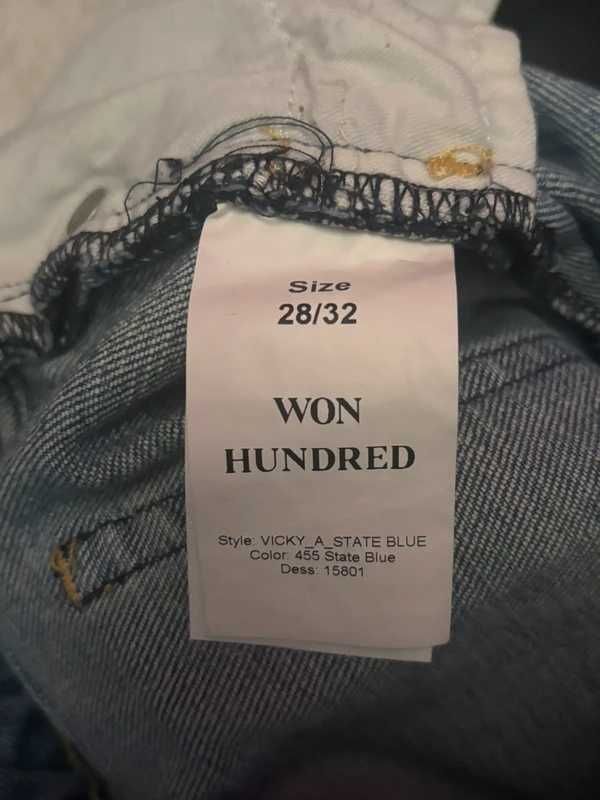 Size
28/32
WON
HUNDRED
Style: VICKY_A_STATE BLUE
Color: 455 State Blue
Dess: 15801